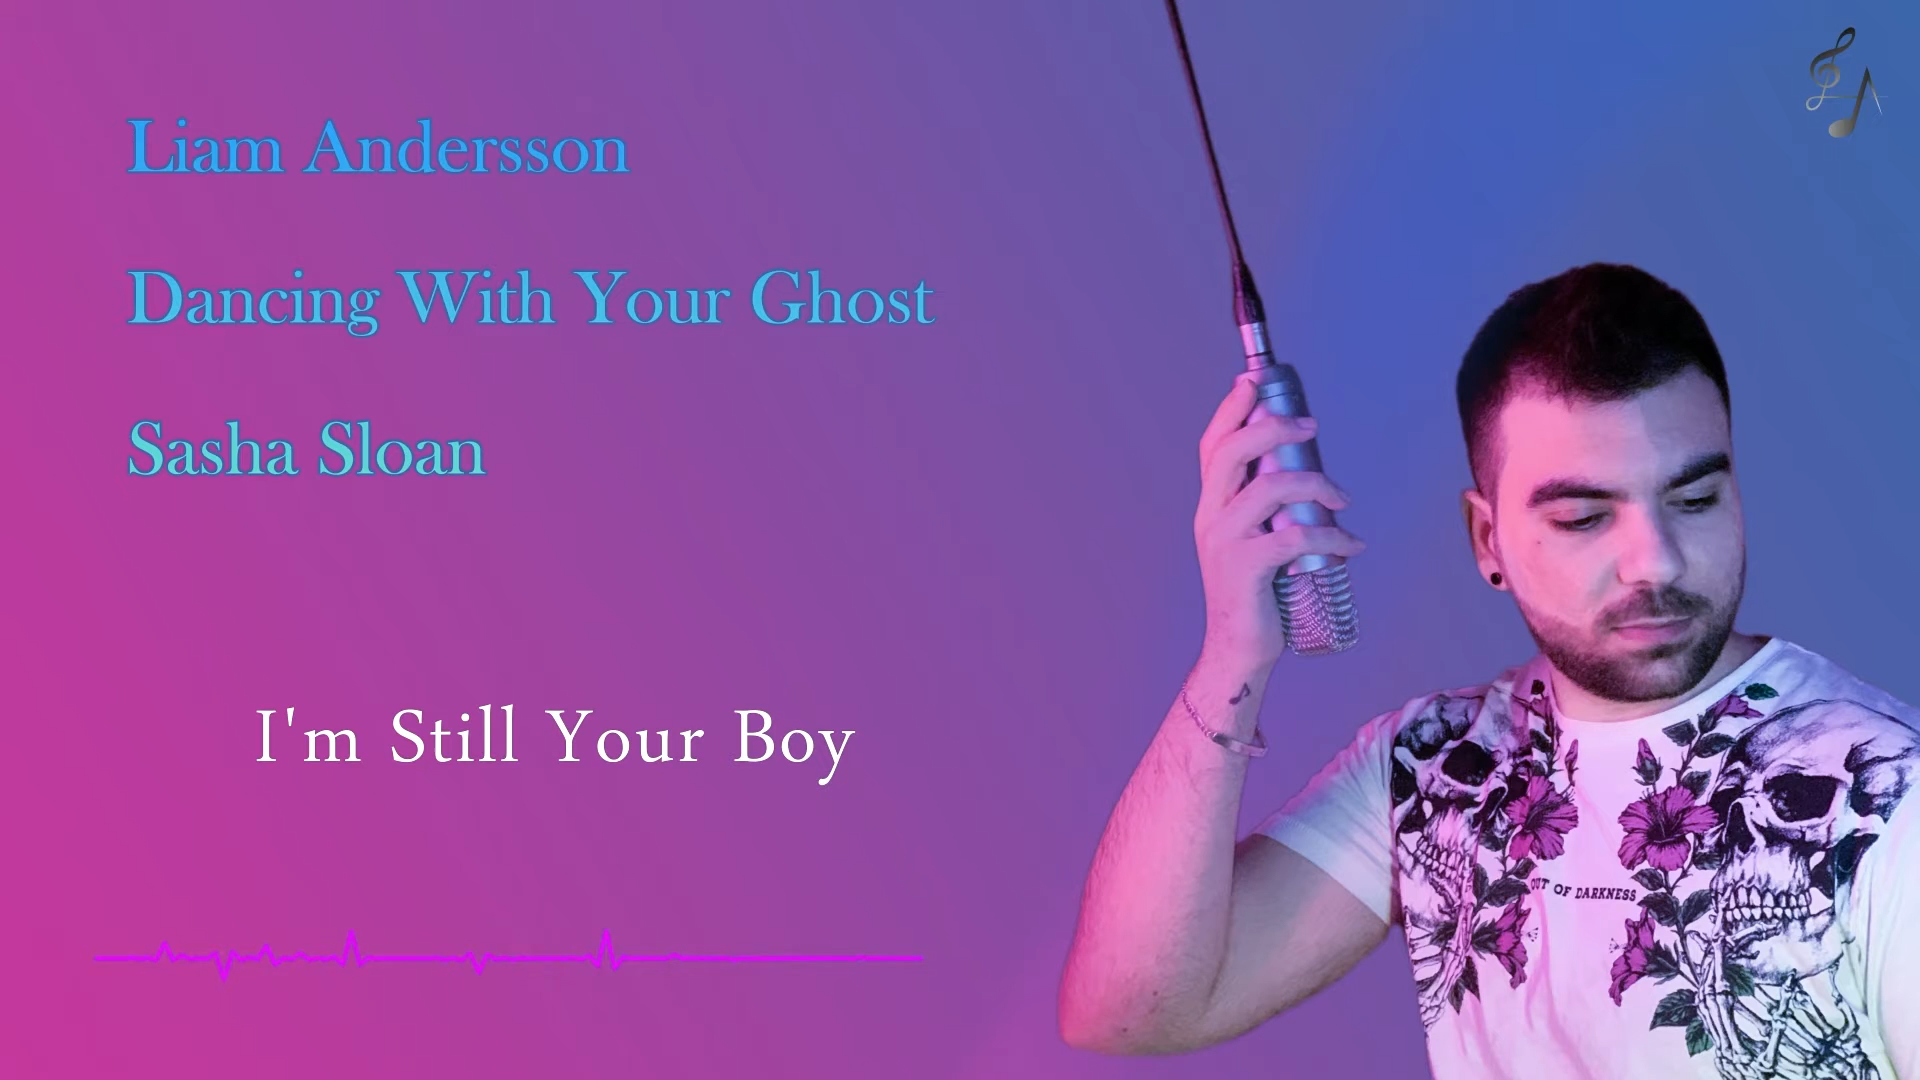 Liam Andersson
Dancing With Your Ghost
Sasha Sloan
I'm Still Your Boy
OUT OF DARKNESS